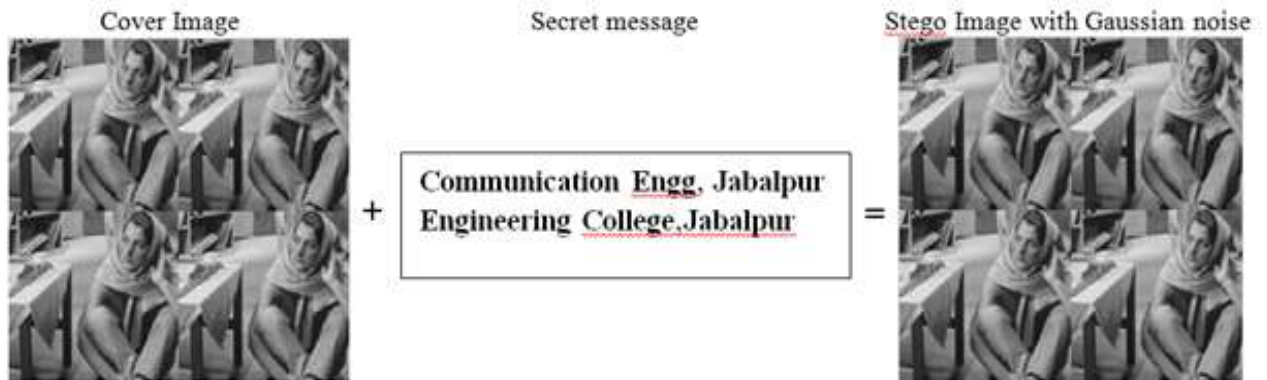 Cover Image
Secret message
Stego Image with Gaussian noise
+
Communication Engg, Jabalpur
Engineering College,Jabalpur
=